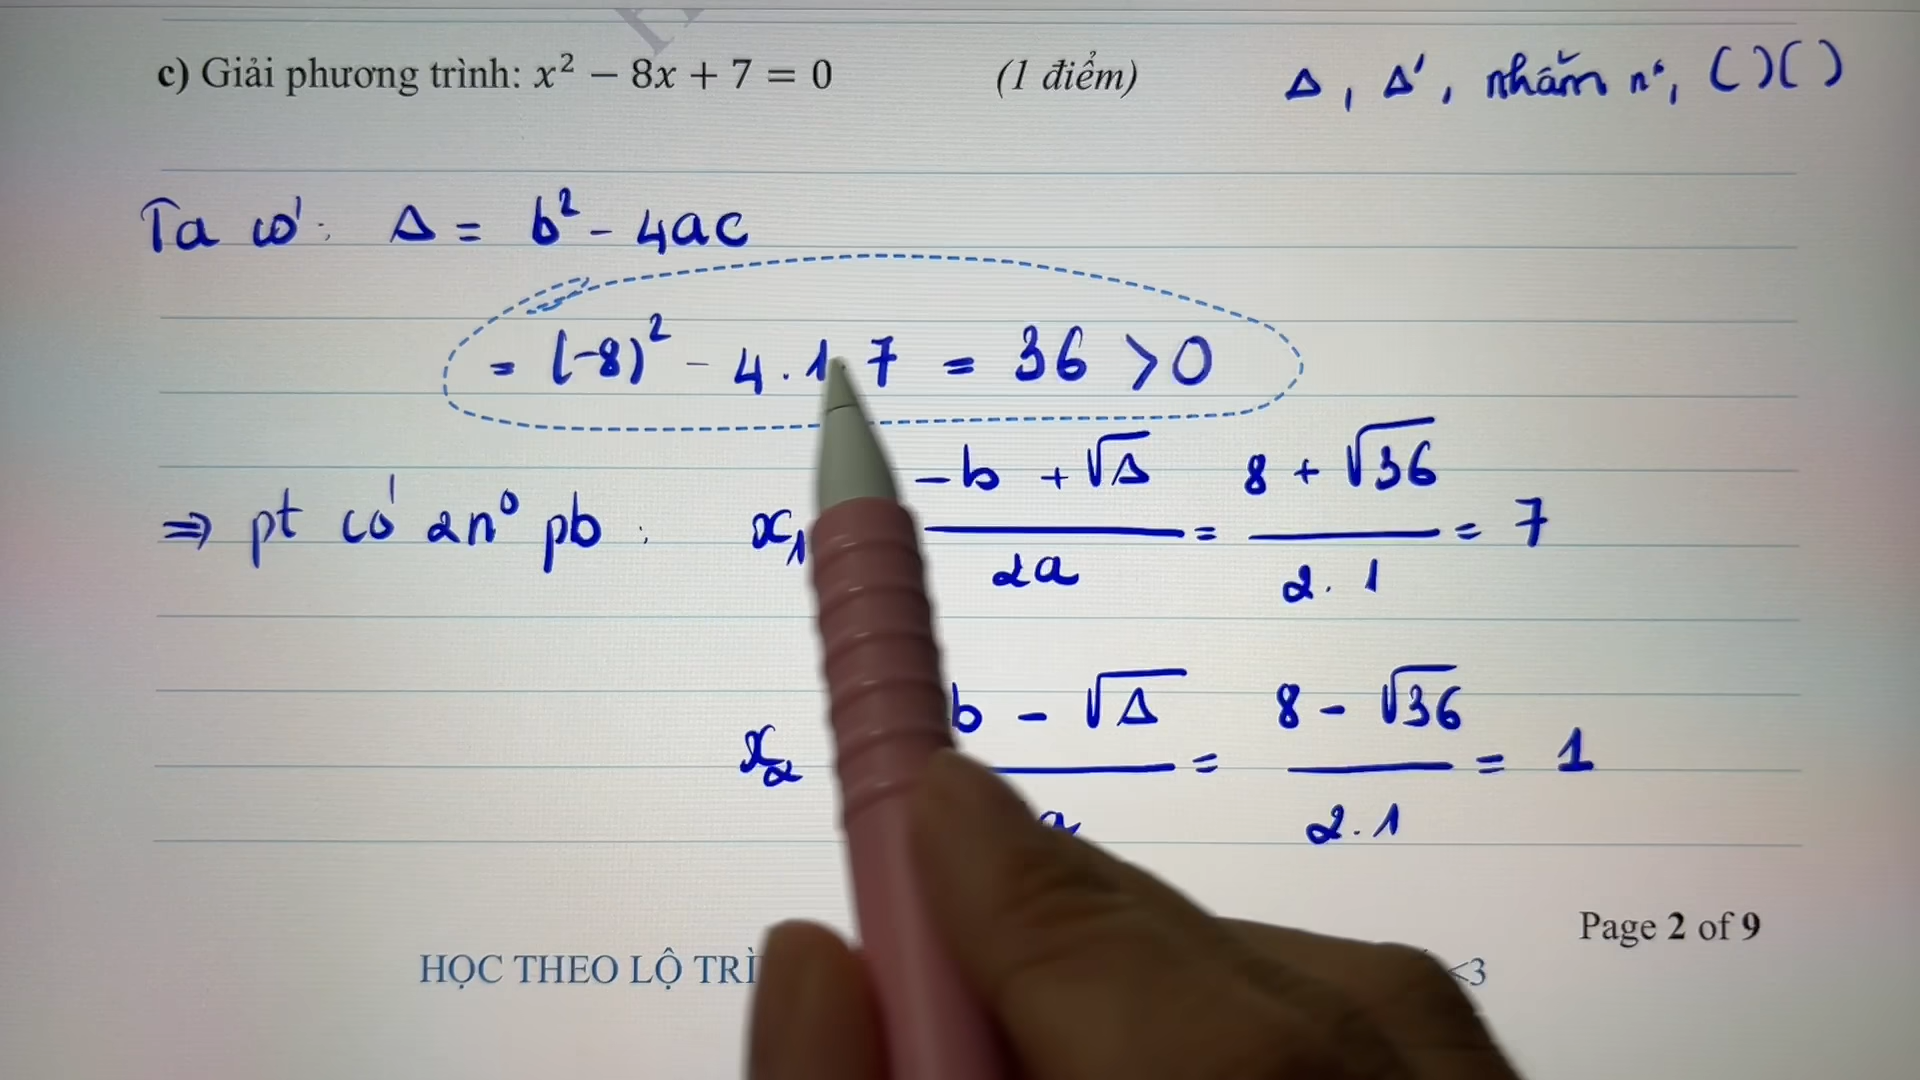 c) Giải phương trình: x² − 8x + 7 = 0 (1 điểm) Δ, Δ', nhẩm n°, ( )( )
Ta có: Δ = b² - 4ac
= (-8)² - 4.1.7 = 36 > 0
⇒ pt có 2n° pb : x₁ -b + √Δ / 2a = 8 + √36 / 2.1 = 7
x₂ b - √Δ / a = 8 - √36 / 2.1 = 1
Page 2 of 9
HỌC THEO LỘ <3